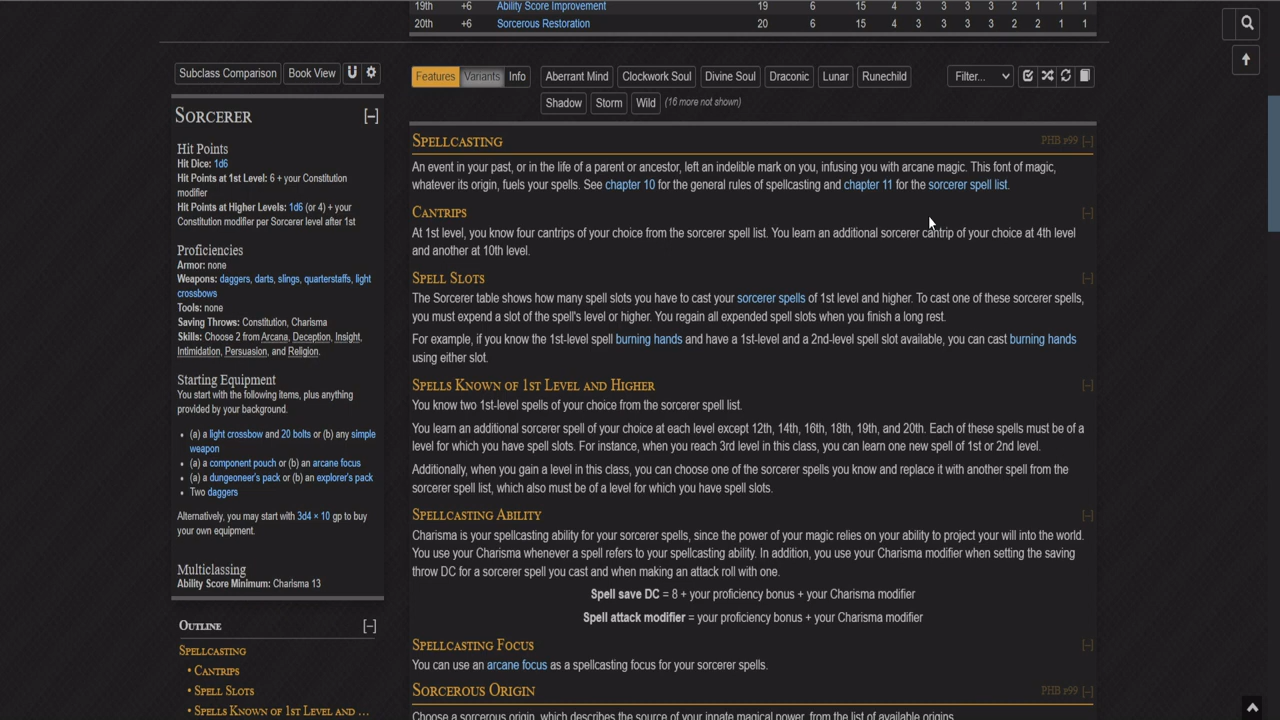 19th +6 Ability Score Improvement 19 6 15 4 3 3 3 3 2 1 1 1
20th +6 Sorcerous Restoration 20 6 15 4 3 3 3 3 2 2 1 1
Subclass Comparison Book View
Features Variants Info Aberrant Mind Clockwork Soul Divine Soul Draconic Lunar Runechild Filter...
Shadow Storm Wild (16 more not shown)
Sorcerer [–]
Hit Points
Hit Dice: 1d6
Hit Points at 1st Level: 6 + your Constitution
modifier
Hit Points at Higher Levels: 1d6 (or 4) + your
Constitution modifier per Sorcerer level after 1st
Proficiencies
Armor: none
Weapons: daggers, darts, slings, quarterstaffs, light
crossbows
Tools: none
Saving Throws: Constitution, Charisma
Skills: Choose 2 from Arcana, Deception, Insight,
Intimidation, Persuasion, and Religion.
Starting Equipment
You start with the following items, plus anything
provided by your background.
• (a) a light crossbow and 20 bolts or (b) any simple
weapon
• (a) a component pouch or (b) an arcane focus
• (a) a dungeoneer's pack or (b) an explorer's pack
• Two daggers
Alternatively, you may start with 3d4 × 10 gp to buy
your own equipment.
Multiclassing
Ability Score Minimum: Charisma 13
Outline [–]
Spellcasting
• Cantrips
• Spell Slots
• Spells Known of 1st Level and ...
Spellcasting PHB p99 [–]
An event in your past, or in the life of a parent or ancestor, left an indelible mark on you, infusing you with arcane magic. This font of magic,
whatever its origin, fuels your spells. See chapter 10 for the general rules of spellcasting and chapter 11 for the sorcerer spell list.
Cantrips [–]
At 1st level, you know four cantrips of your choice from the sorcerer spell list. You learn an additional sorcerer cantrip of your choice at 4th level
and another at 10th level.
Spell Slots [–]
The Sorcerer table shows how many spell slots you have to cast your sorcerer spells of 1st level and higher. To cast one of these sorcerer spells,
you must expend a slot of the spell's level or higher. You regain all expended spell slots when you finish a long rest.
For example, if you know the 1st-level spell burning hands and have a 1st-level and a 2nd-level spell slot available, you can cast burning hands
using either slot.
Spells Known of 1st Level and Higher [–]
You know two 1st-level spells of your choice from the sorcerer spell list.
You learn an additional sorcerer spell of your choice at each level except 12th, 14th, 16th, 18th, 19th, and 20th. Each of these spells must be of a
level for which you have spell slots. For instance, when you reach 3rd level in this class, you can learn one new spell of 1st or 2nd level.
Additionally, when you gain a level in this class, you can choose one of the sorcerer spells you know and replace it with another spell from the
sorcerer spell list, which also must be of a level for which you have spell slots.
Spellcasting Ability [–]
Charisma is your spellcasting ability for your sorcerer spells, since the power of your magic relies on your ability to project your will into the world.
You use your Charisma whenever a spell refers to your spellcasting ability. In addition, you use your Charisma modifier when setting the saving
throw DC for a sorcerer spell you cast and when making an attack roll with one.
Spell save DC = 8 + your proficiency bonus + your Charisma modifier
Spell attack modifier = your proficiency bonus + your Charisma modifier
Spellcasting Focus [–]
You can use an arcane focus as a spellcasting focus for your sorcerer spells.
Sorcerous Origin PHB p99 [–]
Choose a sorcerous origin, which describes the source of your innate magical power, from the list of available origins.